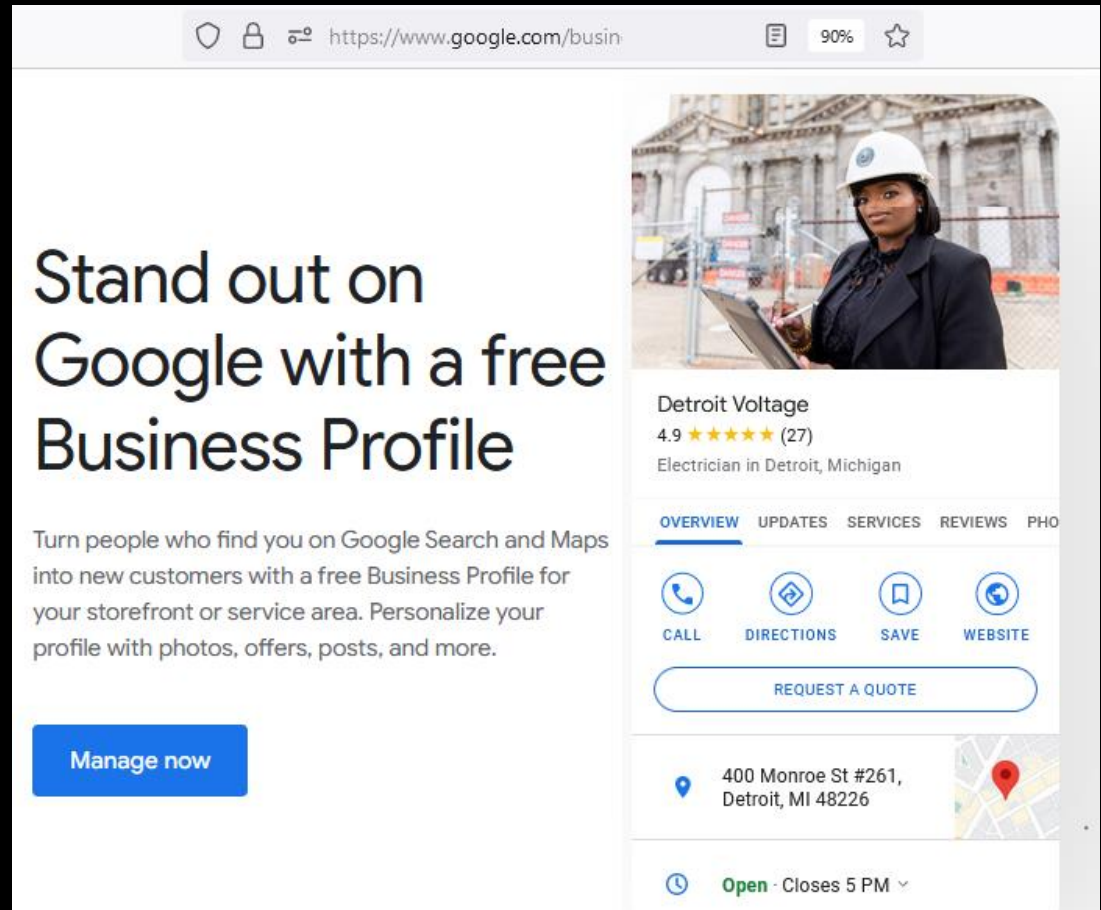 https://www.google.com/busin
90%
Stand out on
Google with a free
Business Profile
Turn people who find you on Google Search and Maps
into new customers with a free Business Profile for
your storefront or service area. Personalize your
profile with photos, offers, posts, and more.
Manage now
DANGER
DANGER
DANGER
Detroit Voltage
4.9 ★★★★★ (27)
Electrician in Detroit, Michigan
OVERVIEW UPDATES SERVICES REVIEWS PHO
CALL DIRECTIONS SAVE WEBSITE
REQUEST A QUOTE
400 Monroe St #261,
Detroit, MI 48226
Open · Closes 5 PM